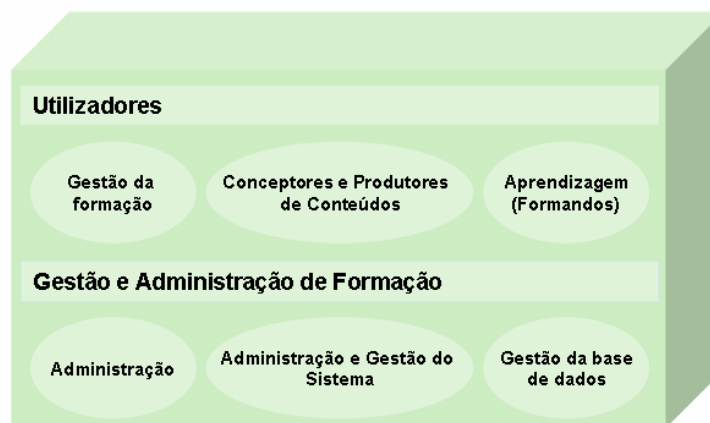 Utilizadores
Gestão da
formação
Conceptores e Produtores
de Conteúdos
Aprendizagem
(Formandos)
Gestão e Administração de Formação
Administração
Administração e Gestão do
Sistema
Gestão da base
de dados